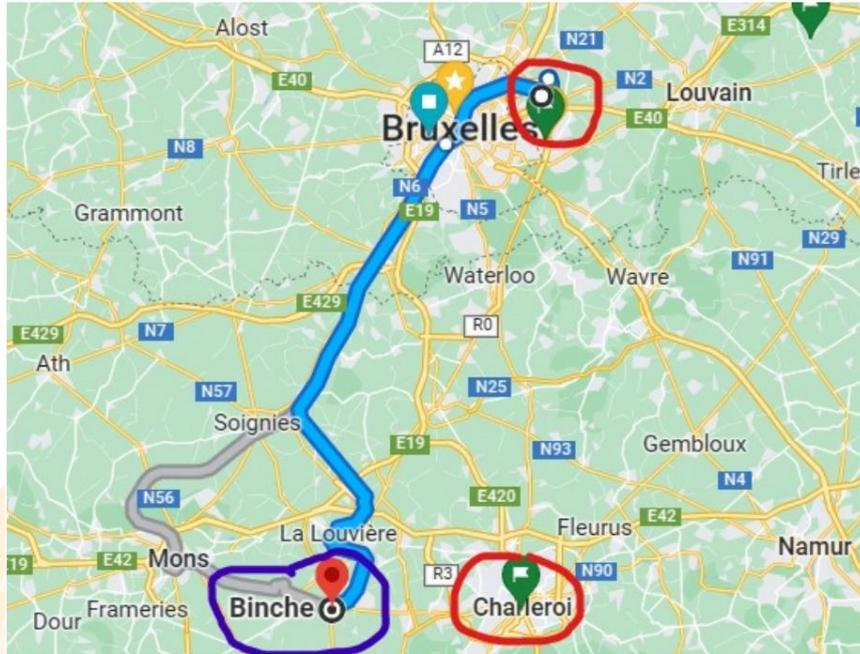 E314
N21
Alost
A12
E40
N2
Louvain
Bruxelles
E40
N8
Tirle
N6
Grammont
E19
N5
N29
N91
Waterloo
Wavre
E429
R0
E429
N7
Ath
N57
N25
Soignies
E19
N93
Gembloux
N4
N56
E420
E42
Fleurus
La Louvière
Namur
E19
E42
Mons
R3
N90
Binche
Charleroi
Dour
Frameries